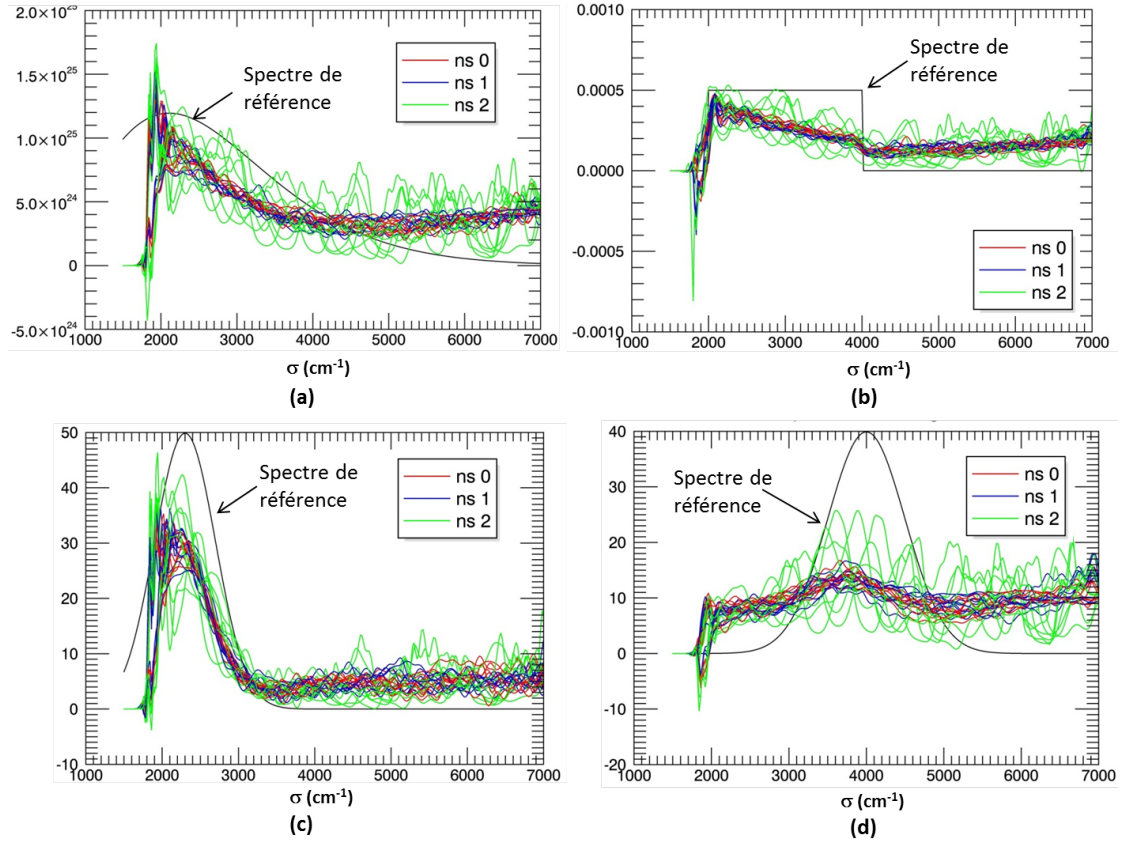 2.0×10²⁵
1.5×10²⁵
1.0×10²⁵
5.0×10²⁴
0
-5.0×10²⁴
1000 2000 3000 4000 5000 6000 7000
Spectre de
référence
ns 0
ns 1
ns 2
σ (cm-1)
(a)
0.0010
0.0005
0.0000
-0.0005
-0.0010
1000 2000 3000 4000 5000 6000 7000
Spectre de
référence
ns 0
ns 1
ns 2
σ (cm-1)
(b)
50
40
30
20
10
0
-10
1000 2000 3000 4000 5000 6000 7000
Spectre de
référence
ns 0
ns 1
ns 2
σ (cm-1)
(c)
40
30
20
10
0
-10
-20
1000 2000 3000 4000 5000 6000 7000
Spectre de
référence
ns 0
ns 1
ns 2
σ (cm-1)
(d)